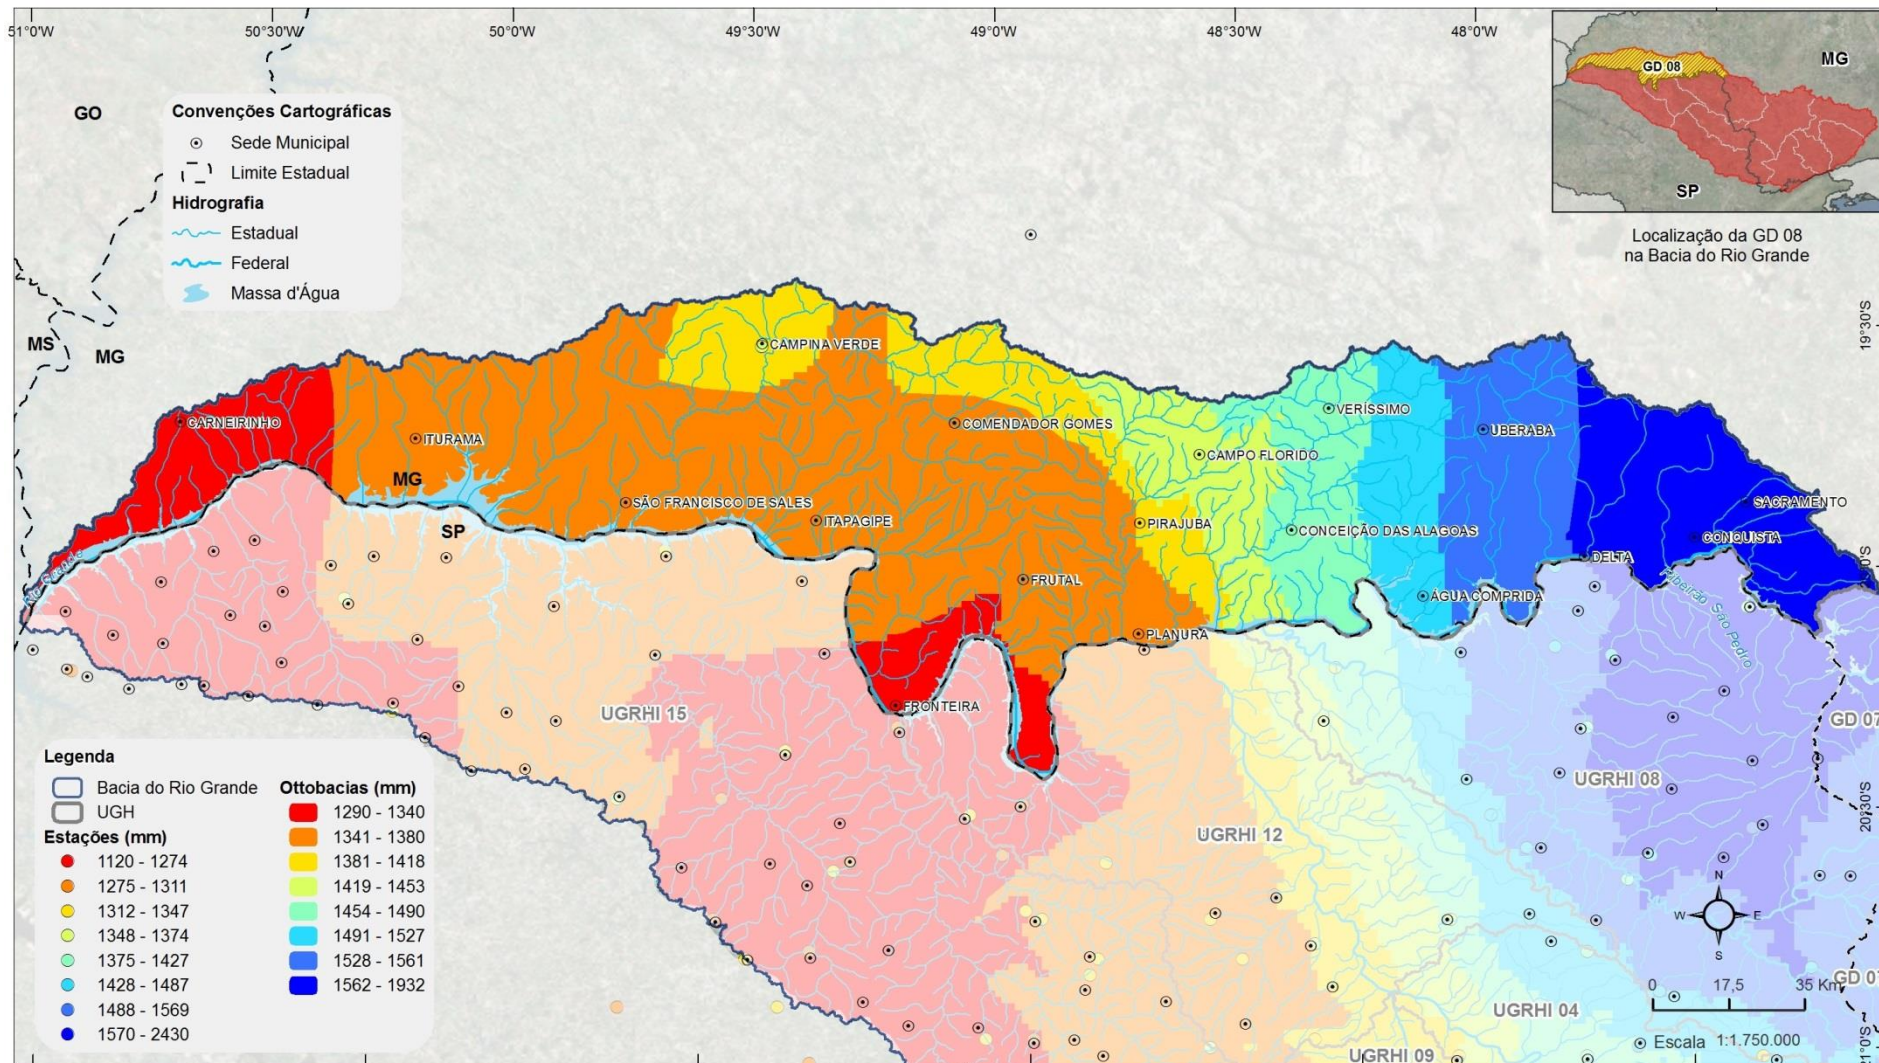 51°0'W
50°30'W
50°0'W
49°30'W
49°0'W
48°30'W
48°0'W
GO
MS
MG
Convenções Cartográficas
Sede Municipal
Limite Estadual
Hidrografia
Estadual
Federal
Massa d'Água
GD 08
MG
SP
Localização da GD 08
na Bacia do Rio Grande
19°30'S
20°30'S
CAMPINA VERDE
CARNEIRINHO
ITURAMA
COMENDADOR GOMES
VERÍSSIMO
UBERABA
CAMPO FLORIDO
MG
SP
SÃO FRANCISCO DE SALES
ITAPAGIPE
PIRAJUBA
CONCEIÇÃO DAS ALAGOAS
SACRAMENTO
CONQUISTA
DELTA
FRUTAL
ÁGUA COMPRIDA
Ribeirão São Pedro
PLANURA
FRONTEIRA
UGRHI 15
GD 07
UGRHI 08
UGRHI 12
UGRHI 04
UGRHI 09
GD 07
Legenda
Bacia do Rio Grande
UGH
Estações (mm)
1120 - 1274
1275 - 1311
1312 - 1347
1348 - 1374
1375 - 1427
1428 - 1487
1488 - 1569
1570 - 2430
Ottobacias (mm)
1290 - 1340
1341 - 1380
1381 - 1418
1419 - 1453
1454 - 1490
1491 - 1527
1528 - 1561
1562 - 1932
N
W
E
S
0 17,5 35 Km
Escala 1:1.750.000